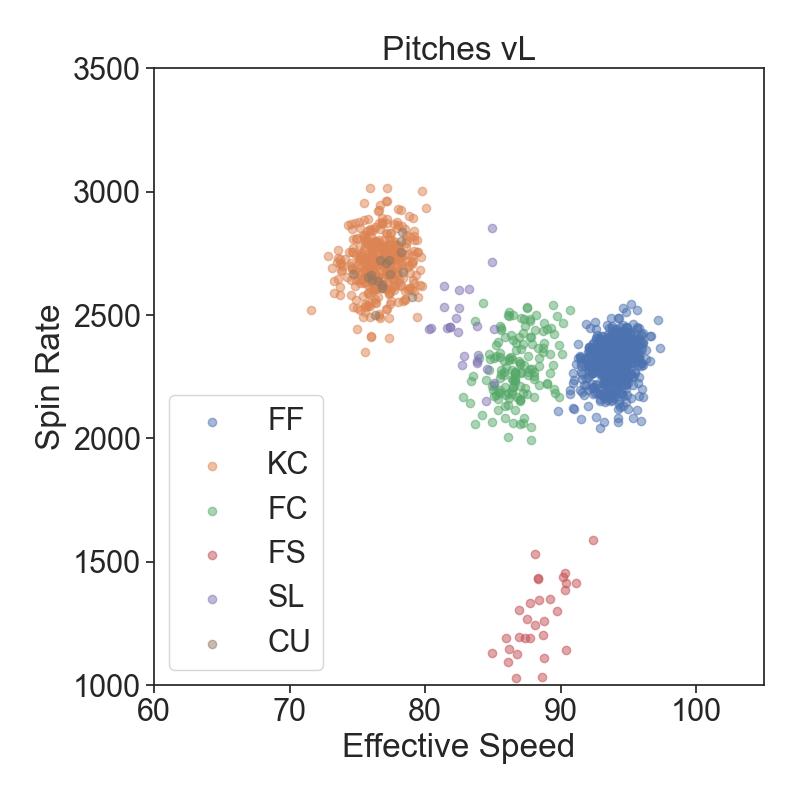 Pitches vL
3500
3000
2500
2000
1500
1000
Spin Rate
FF
KC
FC
FS
SL
CU
60 70 80 90 100
Effective Speed